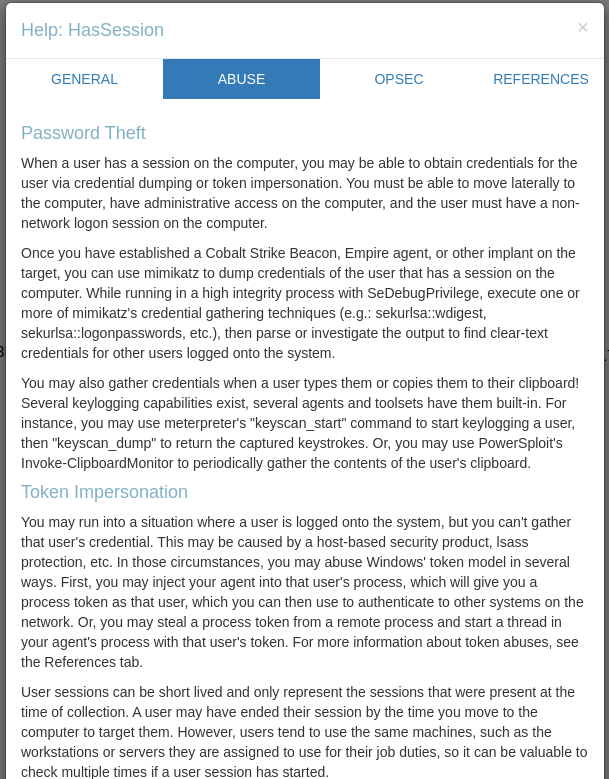 Help: HasSession
×
GENERAL ABUSE OPSEC REFERENCES
Password Theft
When a user has a session on the computer, you may be able to obtain credentials for the
user via credential dumping or token impersonation. You must be able to move laterally to
the computer, have administrative access on the computer, and the user must have a non-
network logon session on the computer.
Once you have established a Cobalt Strike Beacon, Empire agent, or other implant on the
target, you can use mimikatz to dump credentials of the user that has a session on the
computer. While running in a high integrity process with SeDebugPrivilege, execute one or
more of mimikatz's credential gathering techniques (e.g.: sekurlsa::wdigest,
sekurlsa::logonpasswords, etc.), then parse or investigate the output to find clear-text
credentials for other users logged onto the system.
You may also gather credentials when a user types them or copies them to their clipboard!
Several keylogging capabilities exist, several agents and toolsets have them built-in. For
instance, you may use meterpreter's "keyscan_start" command to start keylogging a user,
then "keyscan_dump" to return the captured keystrokes. Or, you may use PowerSploit's
Invoke-ClipboardMonitor to periodically gather the contents of the user's clipboard.
Token Impersonation
You may run into a situation where a user is logged onto the system, but you can't gather
that user's credential. This may be caused by a host-based security product, lsass
protection, etc. In those circumstances, you may abuse Windows' token model in several
ways. First, you may inject your agent into that user's process, which will give you a
process token as that user, which you can then use to authenticate to other systems on the
network. Or, you may steal a process token from a remote process and start a thread in
your agent's process with that user's token. For more information about token abuses, see
the References tab.
User sessions can be short lived and only represent the sessions that were present at the
time of collection. A user may have ended their session by the time you move to the
computer to target them. However, users tend to use the same machines, such as the
workstations or servers they are assigned to use for their job duties, so it can be valuable to
check multiple times if a user session has started.